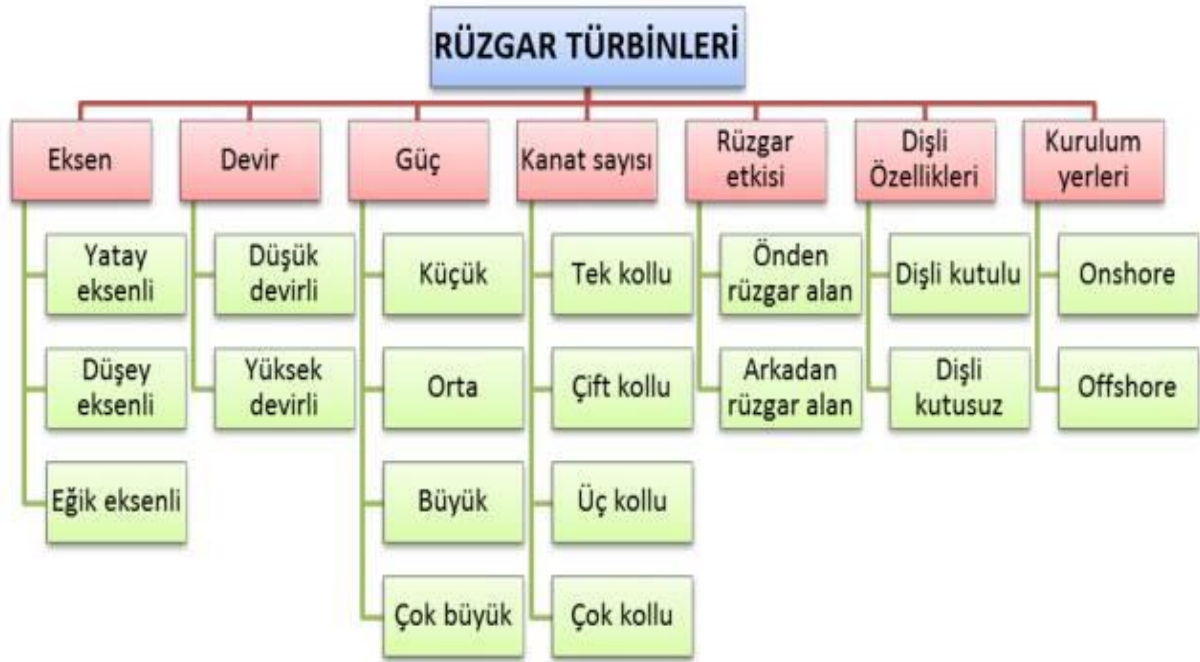 RÜZGAR TÜRBİNLERİ
Eksen
Yatay
eksenli
Düşey
eksenli
Eğik eksenli
Devir
Düşük
devirli
Yüksek
devirli
Güç
Küçük
Orta
Büyük
Çok büyük
Kanat sayısı
Tek kollu
Çift kollu
Üç kollu
Çok kollu
Rüzgar
etkisi
Önden
rüzgar alan
Arkadan
rüzgar alan
Dişli
Özellikleri
Dişli kutulu
Dişli
kutusuz
Kurulum
yerleri
Onshore
Offshore